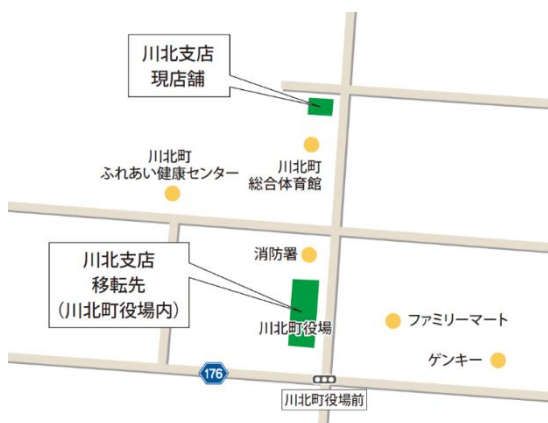 川北支店
現店舗
川北町
総合体育館
川北町
ふれあい健康センター
消防署
川北支店
移転先
(川北町役場内)
川北町役場
ファミリーマート
ゲンキー
176
川北町役場前